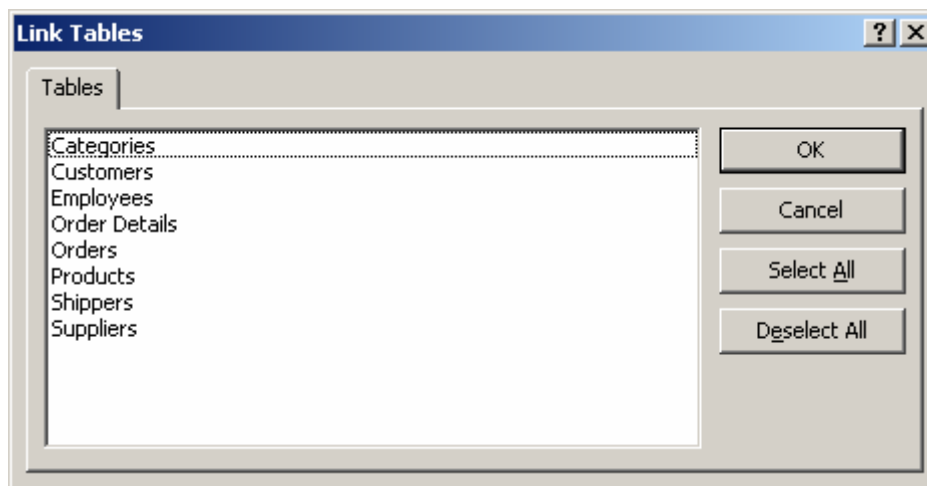 Link Tables
Tables
Categories
Customers
Employees
Order Details
Orders
Products
Shippers
Suppliers
OK
Cancel
Select All
Deselect All